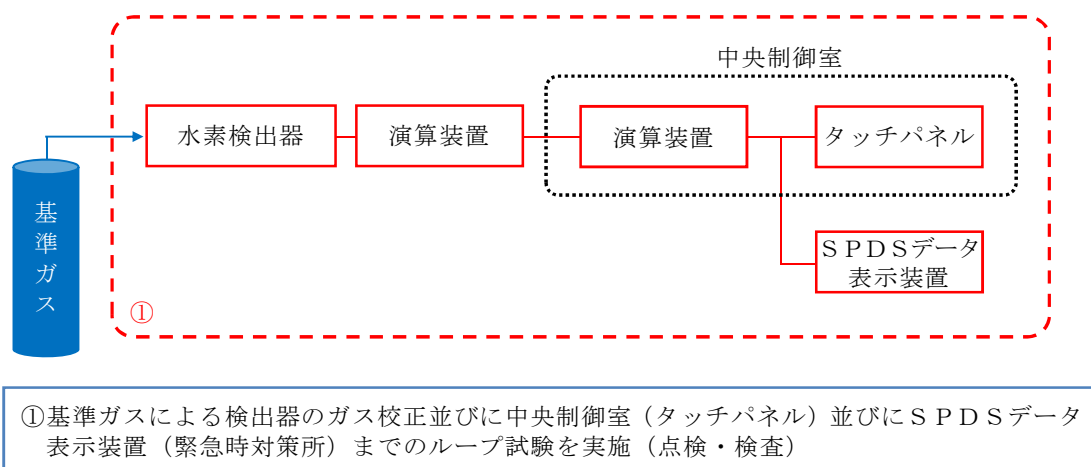 中央制御室
水素検出器
演算装置
演算装置
タッチパネル
基準ガス
ＳＰＤＳデータ
表示装置
①
①基準ガスによる検出器のガス校正並びに中央制御室（タッチパネル）並びにＳＰＤＳデータ
表示装置（緊急時対策所）までのループ試験を実施（点検・検査）